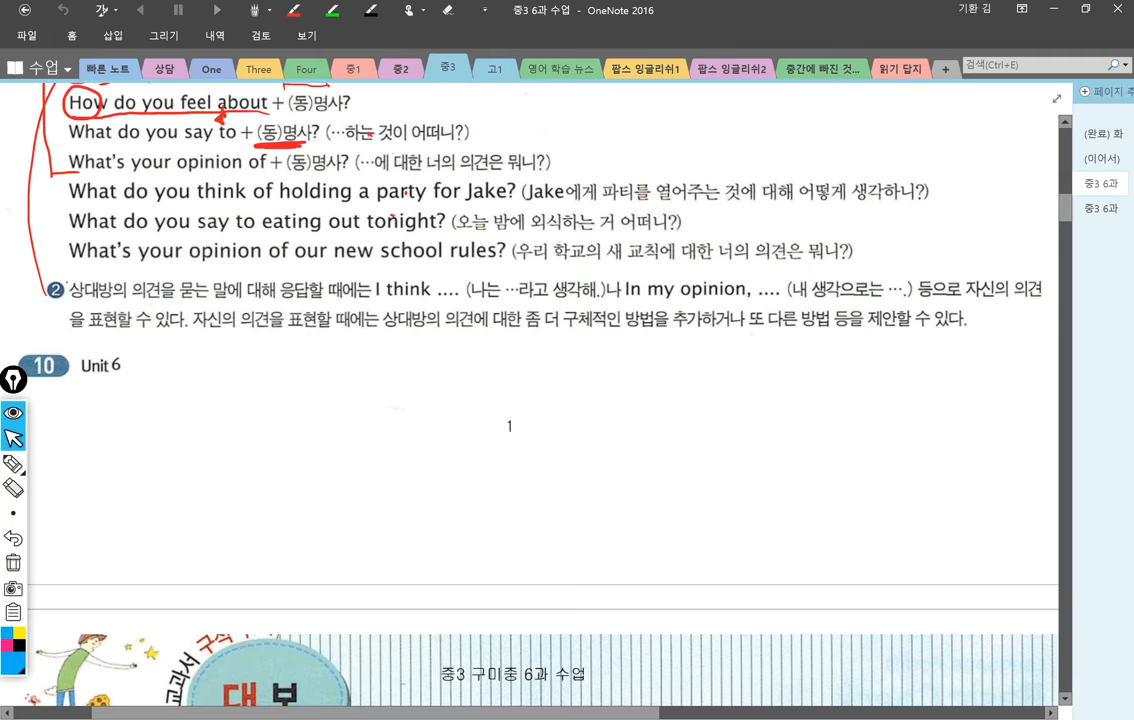 중3 6과 수업 - OneNote 2016
기환 김
파일 홈 삽입 그리기 내역 검토 보기
수업 빠른 노트 상담 One Three Four 중1 중2 중3 고1 영어 학습 뉴스 팝스 잉글리쉬1 팝스 잉글리쉬2 중간에 빠진 것... 읽기 답지 + 검색(Ctrl+E)
How do you feel about + (동)명사?
What do you say to + (동)명사? (…하는 것이 어떠니?)
What's your opinion of + (동)명사? (…에 대한 너의 의견은 뭐니?)
What do you think of holding a party for Jake? (Jake에게 파티를 열어주는 것에 대해 어떻게 생각하니?)
What do you say to eating out tonight? (오늘 밤에 외식하는 거 어떠니?)
What's your opinion of our new school rules? (우리 학교의 새 교칙에 대한 너의 의견은 뭐니?)
❷ 상대방의 의견을 묻는 말에 대해 응답할 때에는 I think .... (나는 …라고 생각해.)나 In my opinion, .... (내 생각으로는 ….) 등으로 자신의 의견
을 표현할 수 있다. 자신의 의견을 표현할 때에는 상대방의 의견에 대한 좀 더 구체적인 방법을 추가하거나 또 다른 방법 등을 제안할 수 있다.
10 Unit 6
1
교과서
대 본
중3 구미중 6과 수업
페이지 추
(완료) 화
(이어서)
중3 6과
중3 6과